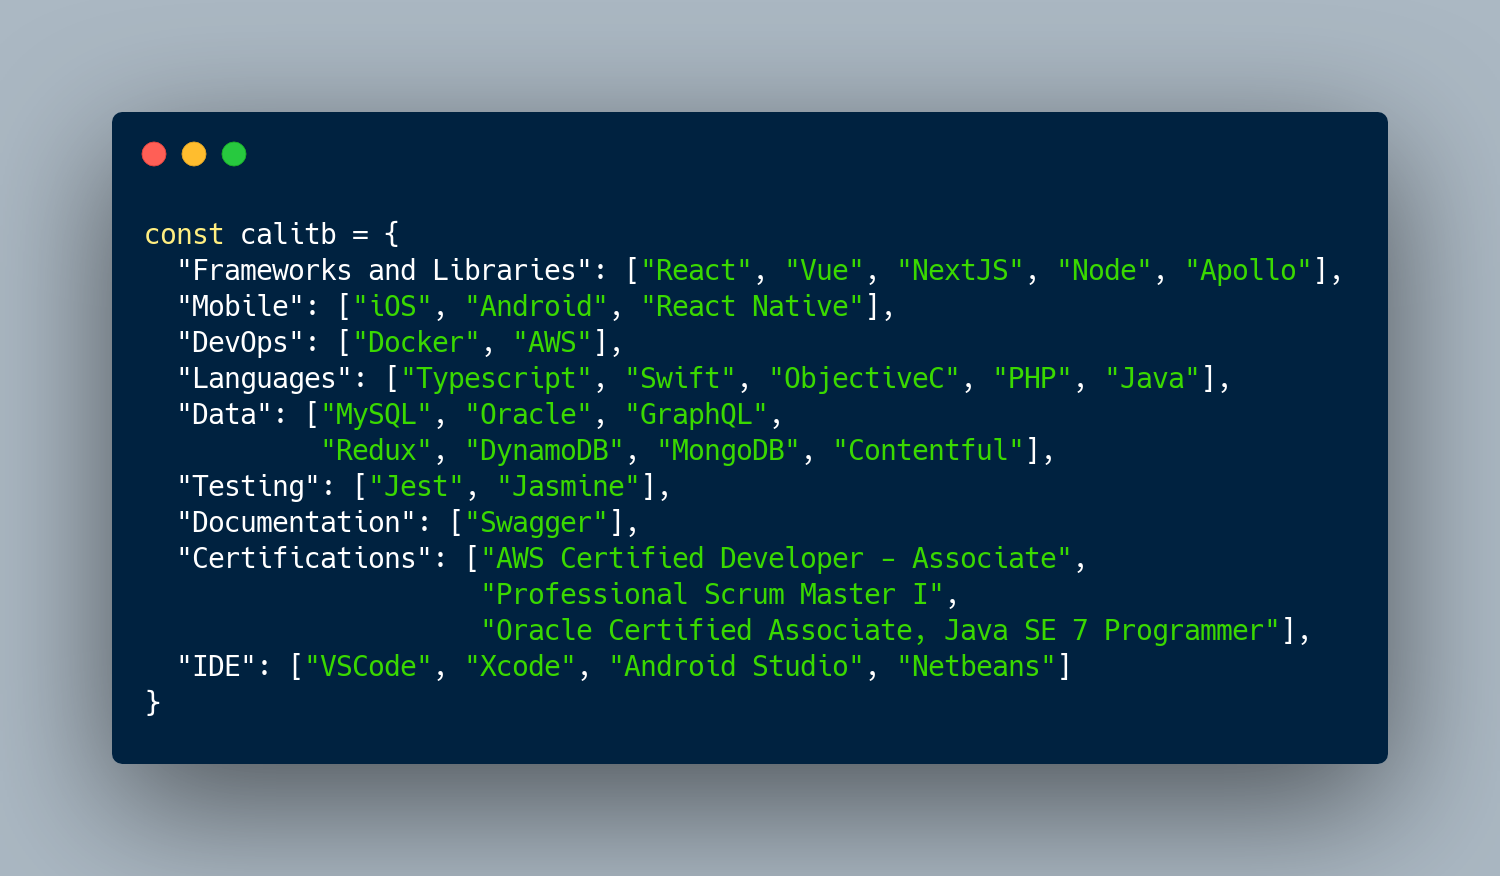 const calitb = {
  "Frameworks and Libraries": ["React", "Vue", "NextJS", "Node", "Apollo"],
  "Mobile": ["iOS", "Android", "React Native"],
  "DevOps": ["Docker", "AWS"],
  "Languages": ["Typescript", "Swift", "ObjectiveC", "PHP", "Java"],
  "Data": ["MySQL", "Oracle", "GraphQL",
           "Redux", "DynamoDB", "MongoDB", "Contentful"],
  "Testing": ["Jest", "Jasmine"],
  "Documentation": ["Swagger"],
  "Certifications": ["AWS Certified Developer – Associate",
                     "Professional Scrum Master I",
                     "Oracle Certified Associate, Java SE 7 Programmer"],
  "IDE": ["VSCode", "Xcode", "Android Studio", "Netbeans"]
}